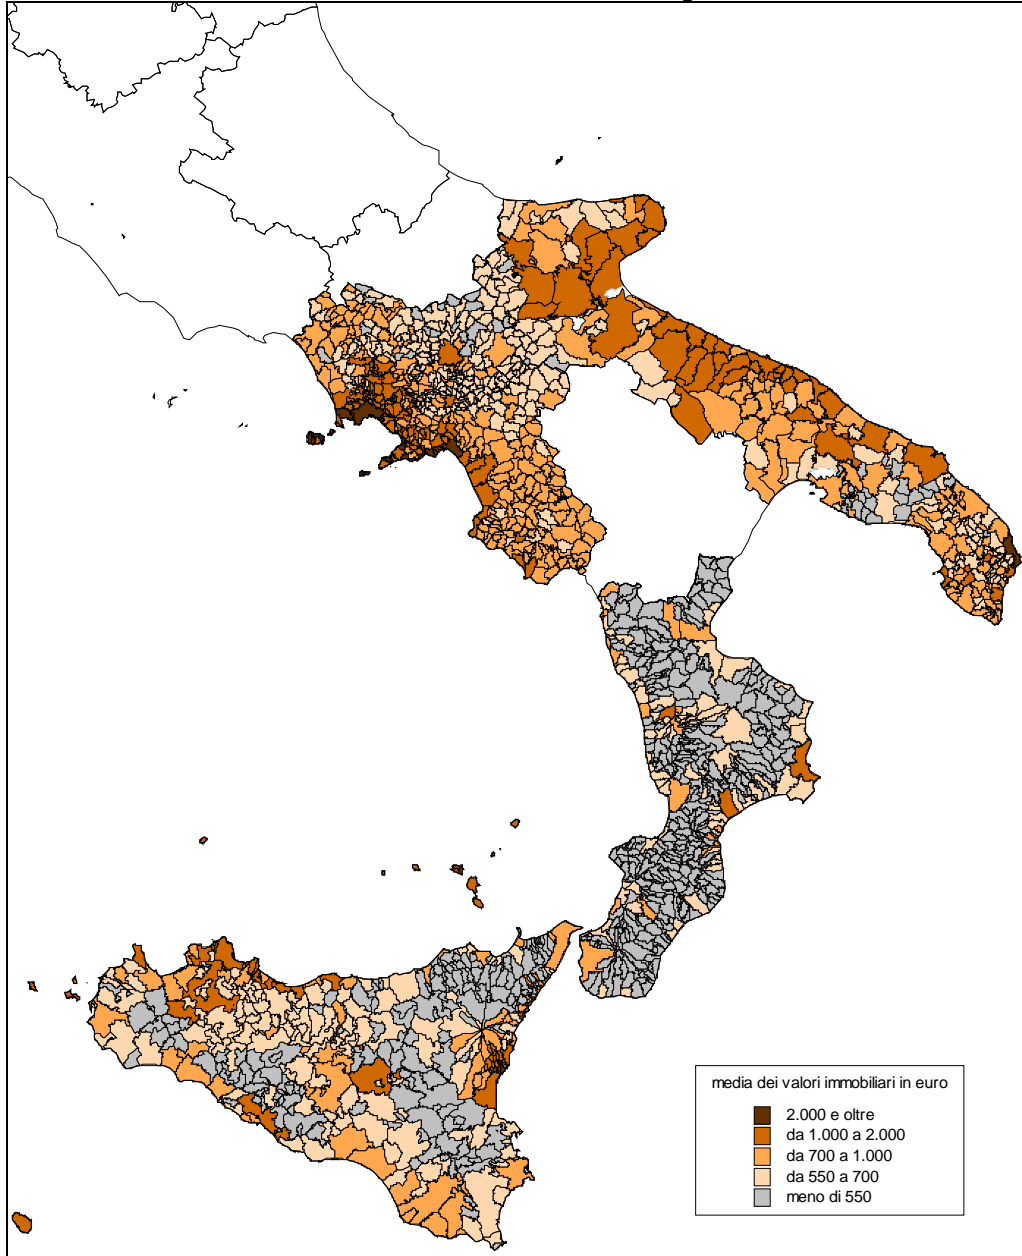 media dei valori immobiliari in euro
2.000 e oltre
da 1.000 a 2.000
da 700 a 1.000
da 550 a 700
meno di 550